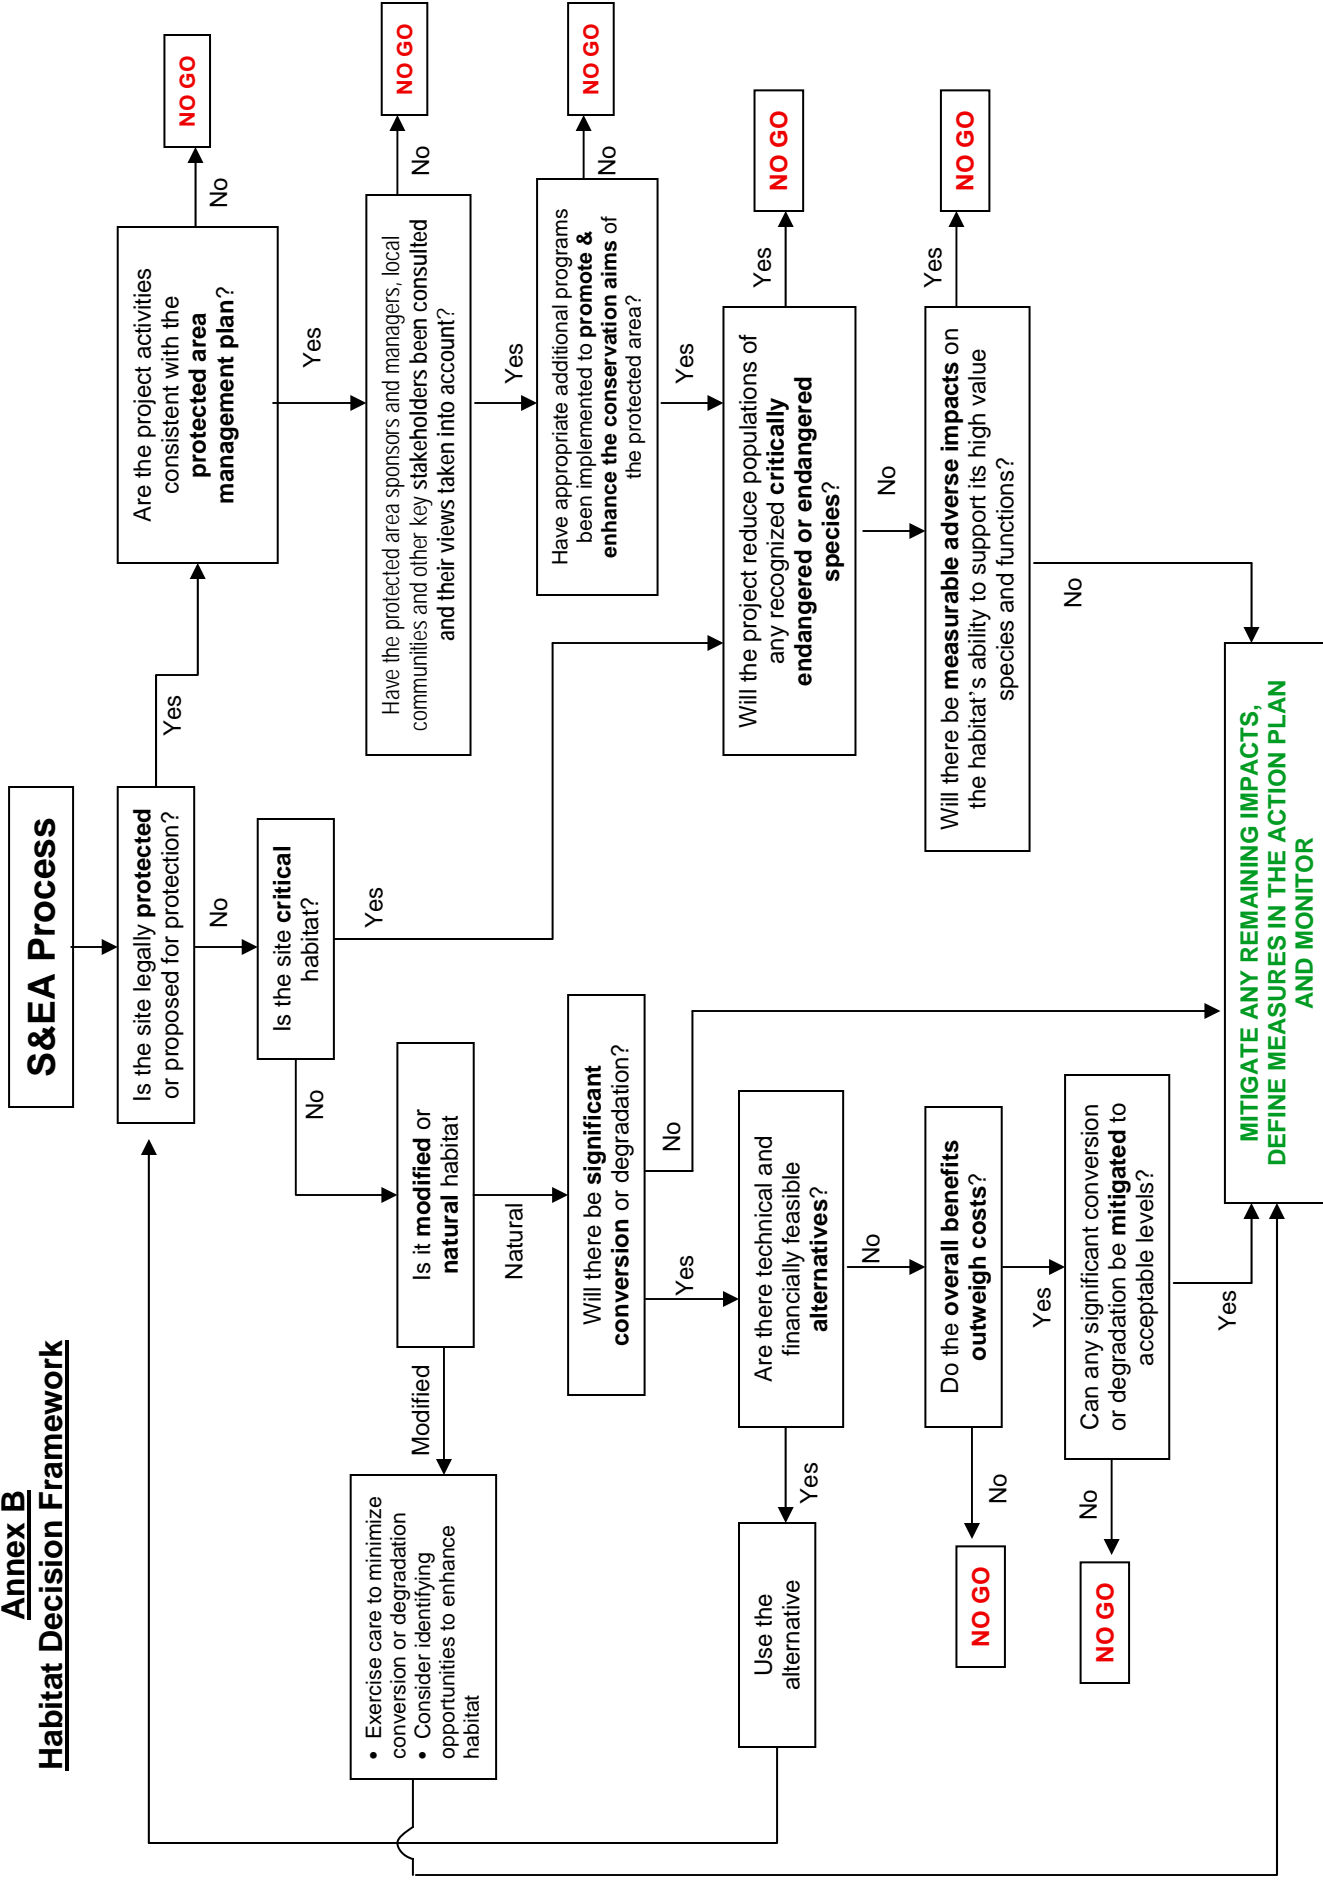 Annex B
Habitat Decision Framework
S&EA Process
Is the site legally protected
or proposed for protection?
Yes
Are the project activities
consistent with the
protected area
management plan?
No
NO GO
No
Yes
Is the site critical
habitat?
Yes
Have the protected area sponsors and managers, local
communities and other key stakeholders been consulted
and their views taken into account?
No
NO GO
No
Yes
• Exercise care to minimize
conversion or degradation
• Consider identifying
opportunities to enhance
habitat
Modified
Is it modified or
natural habitat
Natural
Have appropriate additional programs
been implemented to promote &
enhance the conservation aims of
the protected area?
No
NO GO
Yes
Will there be significant
conversion or degradation?
Yes
No
Will the project reduce populations of
any recognized critically
endangered or endangered
species?
Yes
NO GO
No
Use the
alternative
Yes
Are there technical and
financially feasible
alternatives?
No
Will there be measurable adverse impacts on
the habitat’s ability to support its high value
species and functions?
Yes
NO GO
No
NO GO
No
Do the overall benefits
outweigh costs?
Yes
NO GO
No
Can any significant conversion
or degradation be mitigated to
acceptable levels?
Yes
MITIGATE ANY REMAINING IMPACTS,
DEFINE MEASURES IN THE ACTION PLAN
AND MONITOR